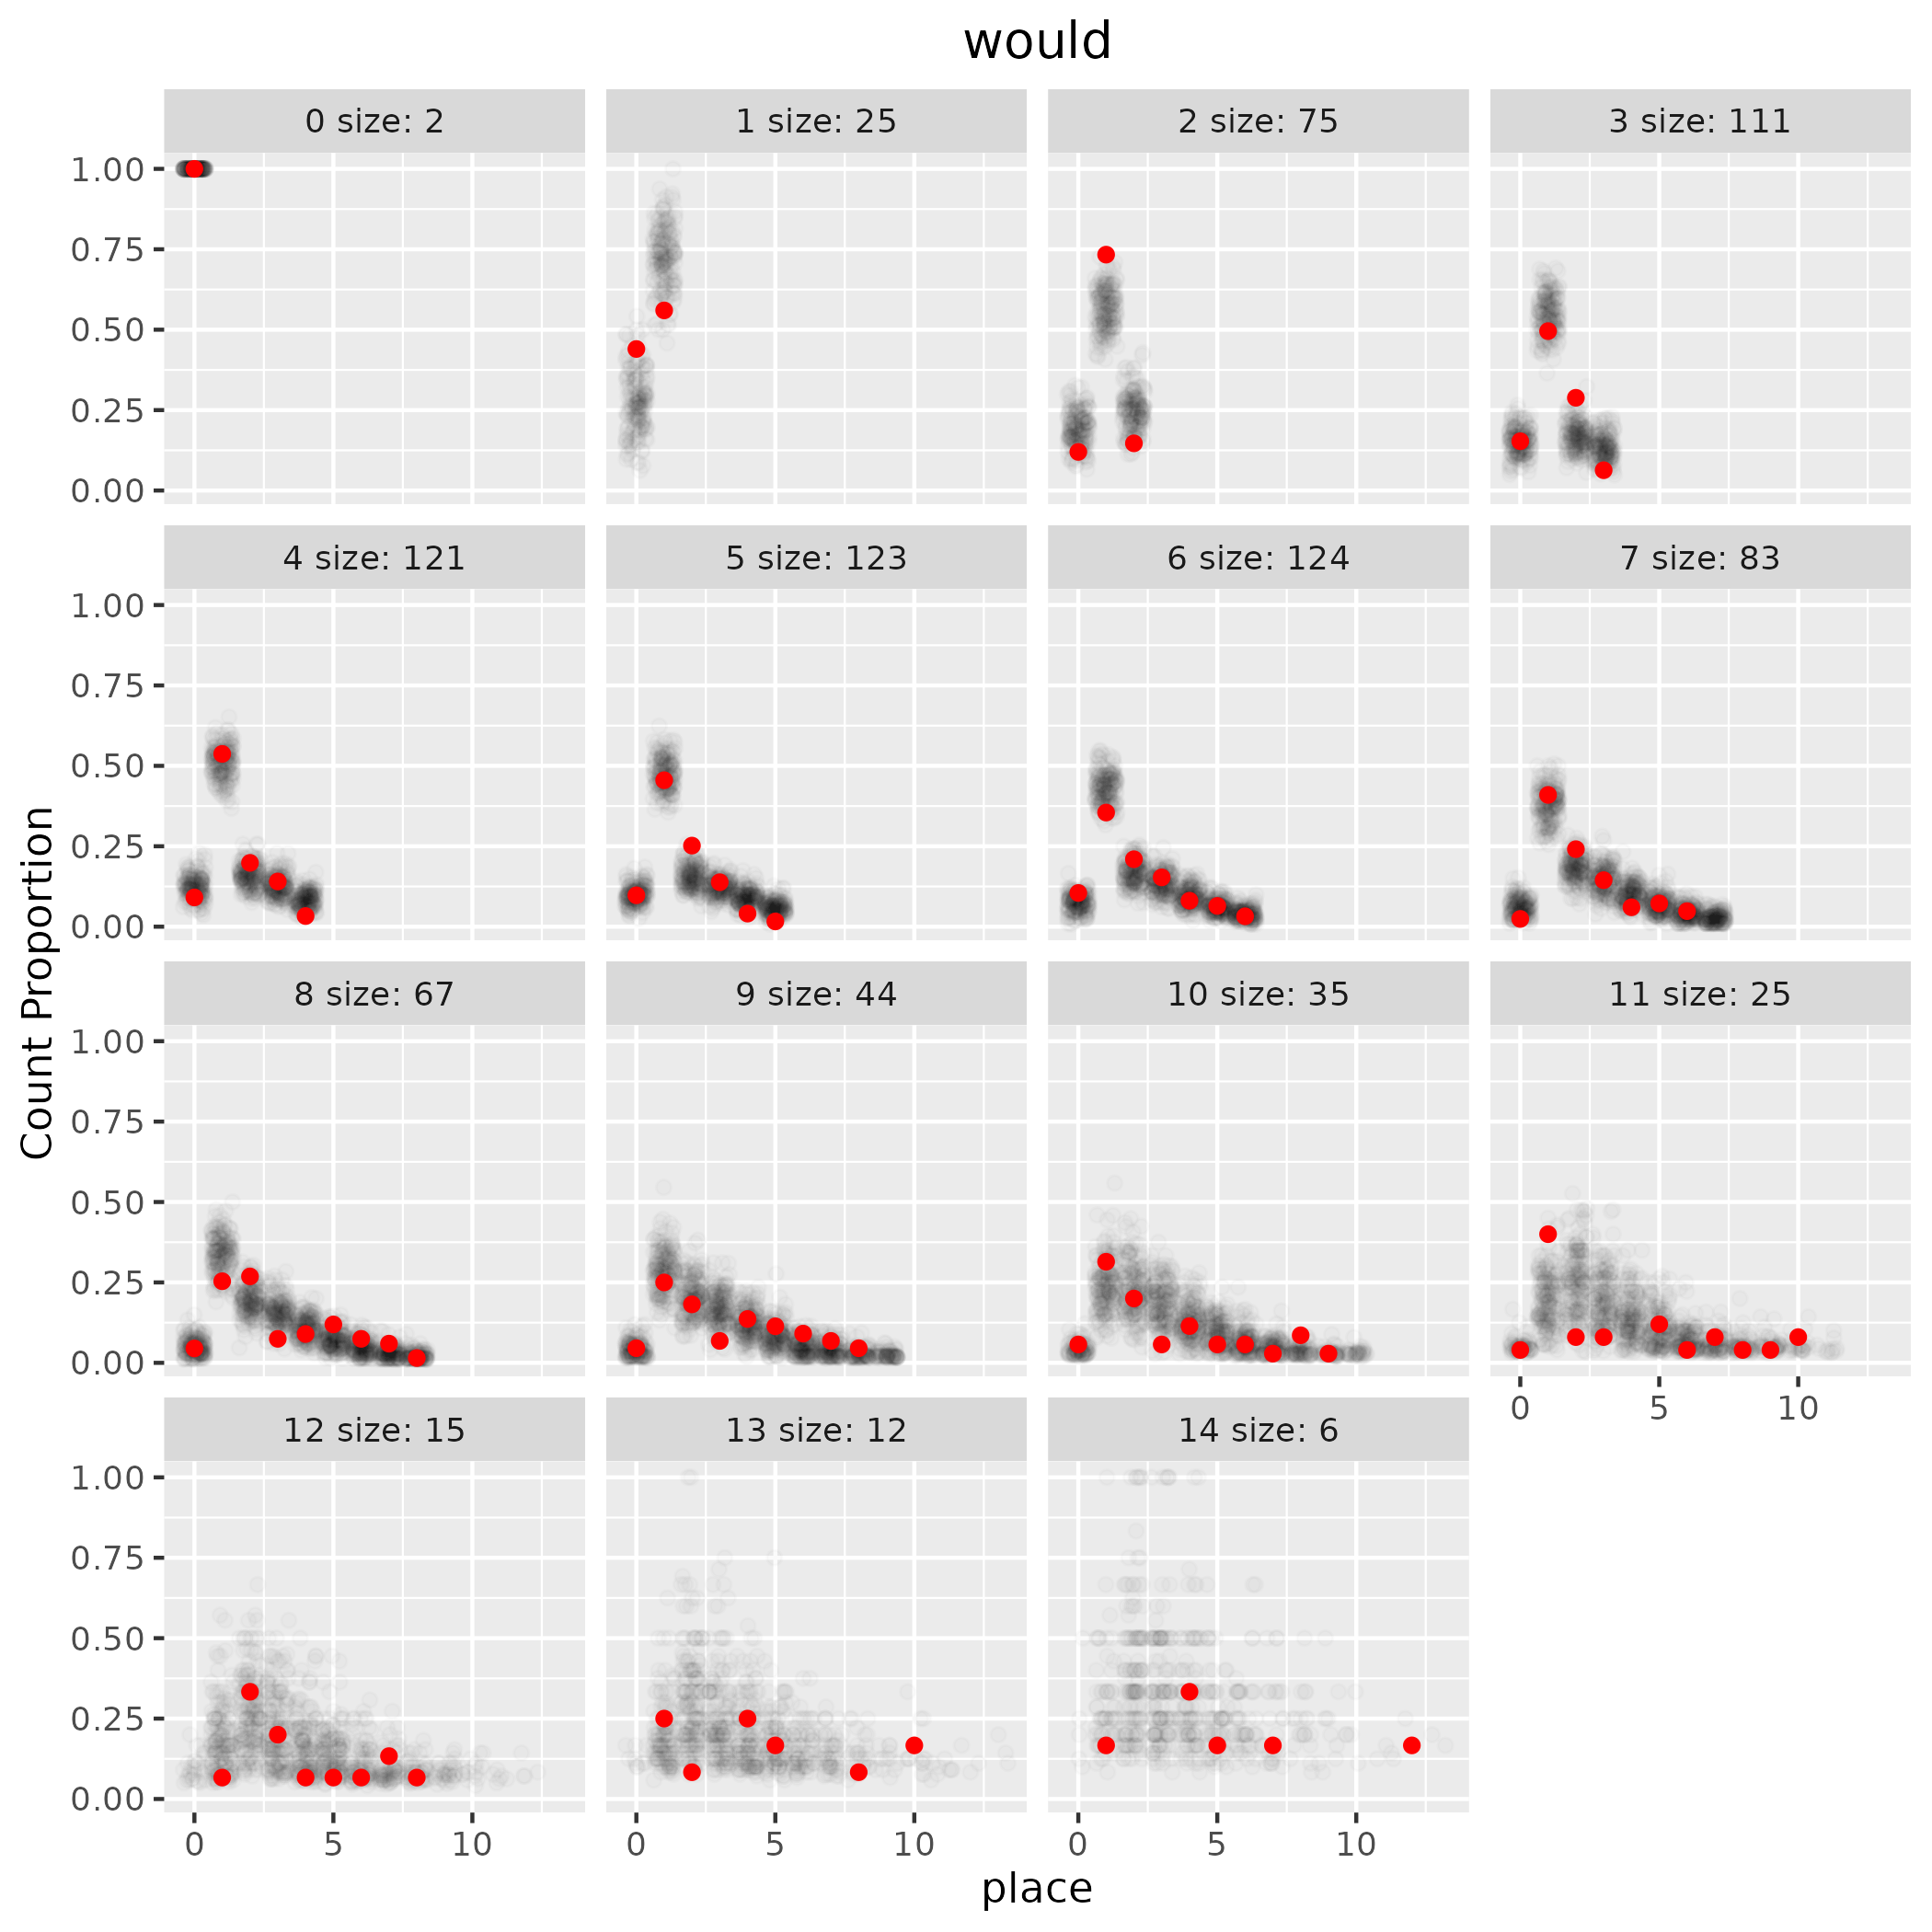 would
0 size: 2
1 size: 25
2 size: 75
3 size: 111
1.00
0.75
0.50
0.25
0.00
4 size: 121
5 size: 123
6 size: 124
7 size: 83
1.00
0.75
0.50
0.25
0.00
Count Proportion
8 size: 67
9 size: 44
10 size: 35
11 size: 25
1.00
0.75
0.50
0.25
0.00
0 5 10
12 size: 15
13 size: 12
14 size: 6
1.00
0.75
0.50
0.25
0.00
0 5 10
0 5 10
0 5 10
place